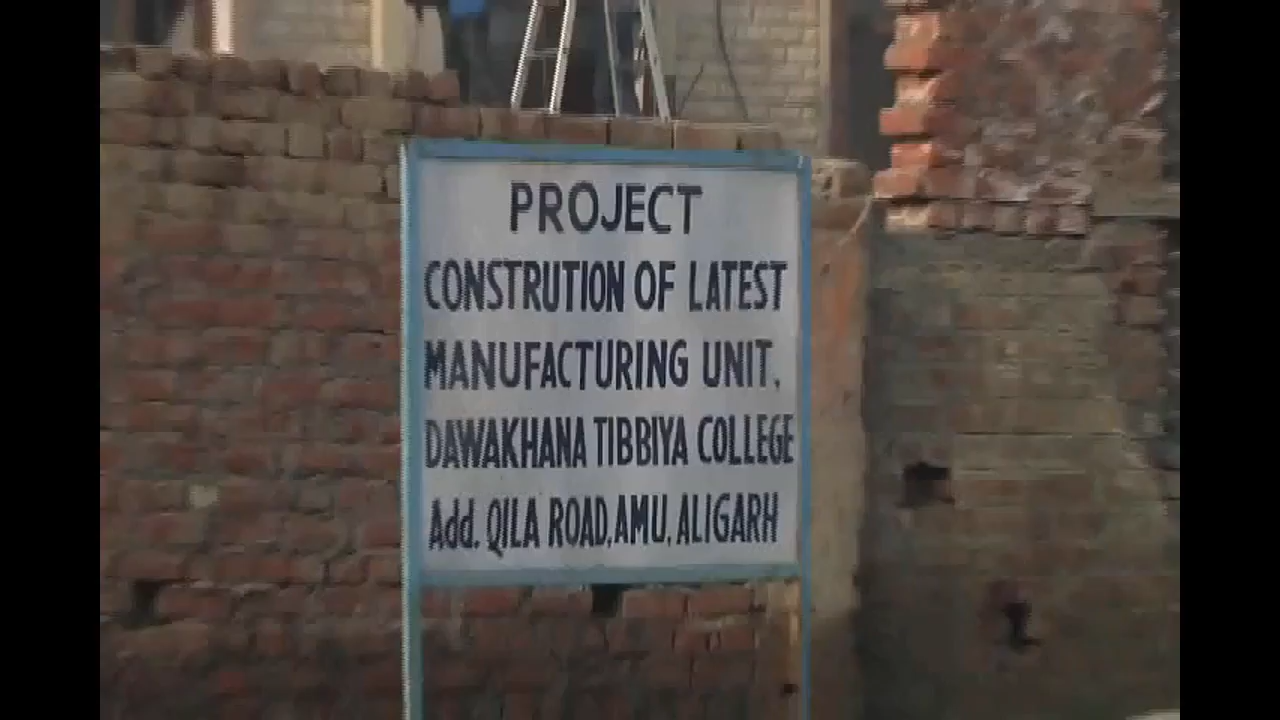 PROJECT
CONSTRUTION OF LATEST
MANUFACTURING UNIT.
DAWAKHANA TIBBIYA COLLEGE
Add. QILA ROAD,AMU, ALIGARH